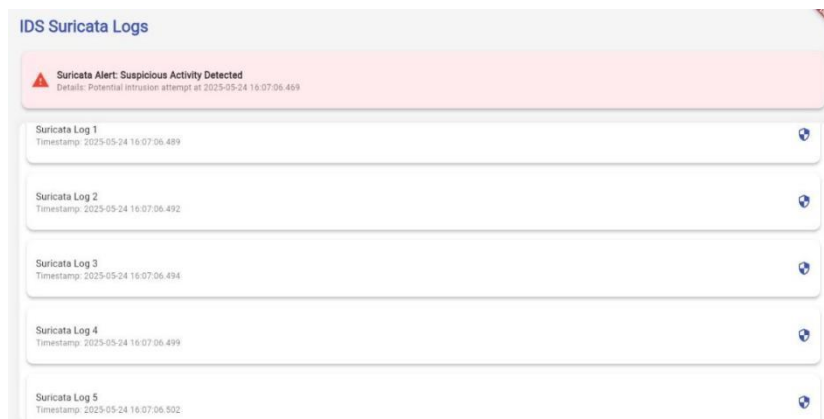 IDS Suricata Logs
Suricata Alert: Suspicious Activity Detected
Details: Potential intrusion attempt at 2025-05-24 16:07:06.469
Suricata Log 1
Timestamp: 2025-05-24 16:07:06.489
Suricata Log 2
Timestamp: 2025-05-24 16:07:06.492
Suricata Log 3
Timestamp: 2025-05-24 16:07:06.494
Suricata Log 4
Timestamp: 2025-05-24 16:07:06.499
Suricata Log 5
Timestamp: 2025-05-24 16:07:06.502